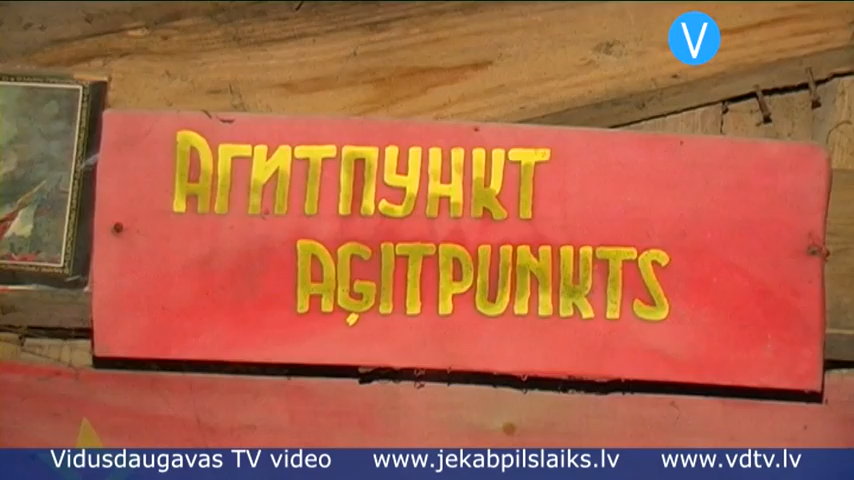 V
АГИТПУНКТ
AĢITPUNKTS
Vidusdaugavas TV video www.jekabpilslaiks.lv www.vdtv.lv